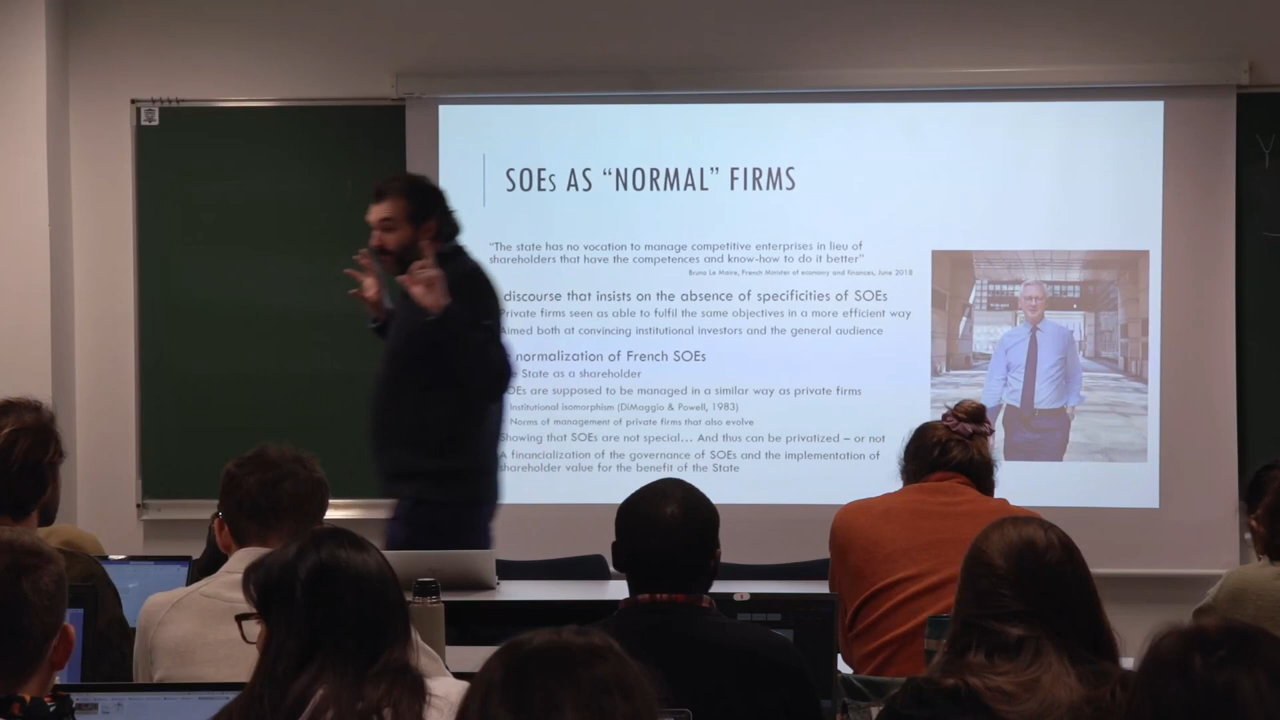 SOEs AS “NORMAL” FIRMS
“The state has no vocation to manage competitive enterprises in lieu of
shareholders that have the competences and know-how to do it better”
Bruno Le Maire, French Minister of economy and finances, June 2018
discourse that insists on the absence of specificities of SOEs
Private firms seen as able to fulfil the same objectives in a more efficient way
Aimed both at convincing institutional investors and the general audience
normalization of French SOEs
State as a shareholder
SOEs are supposed to be managed in a similar way as private firms
Institutional isomorphism (DiMaggio & Powell, 1983)
Norms of management of private firms that also evolve
Showing that SOEs are not special… And thus can be privatized – or not
A financialization of the governance of SOEs and the implementation of
shareholder value for the benefit of the State